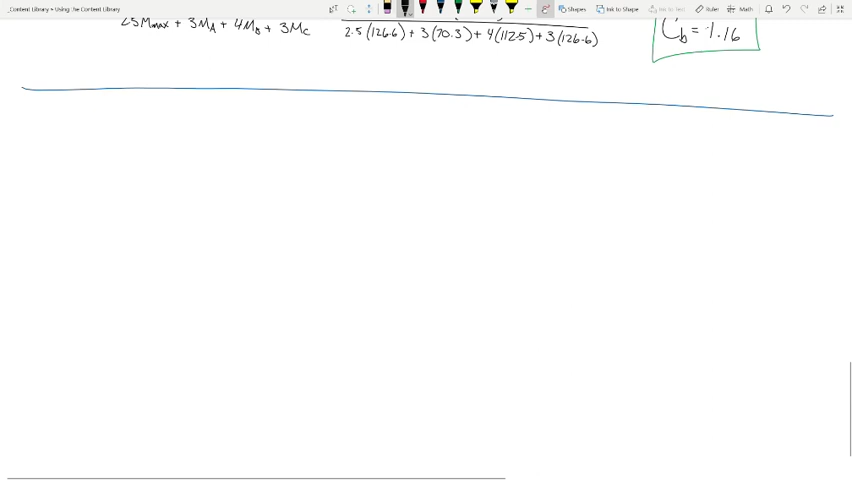 _Content Library » Using the Content Library
Shapes
Ink to Shape
Ink to Text
Ruler
Math
2.5Mmax + 3MA + 4MB + 3MC
2.5(126.6) + 3(70.3) + 4(112.5) + 3(126.6)
Cb = 1.16